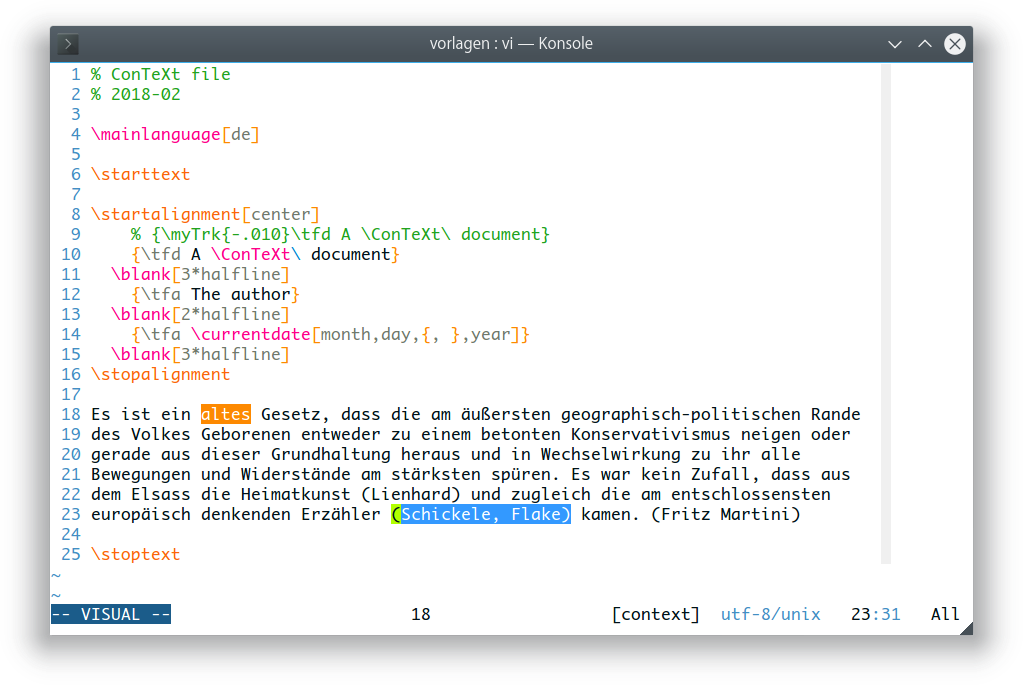 vorlagen : vi — Konsole
1 % ConTeXt file
2 % 2018-02
3
4 \mainlanguage[de]
5
6 \starttext
7
8 \startalignment[center]
9     % {\myTrk{-.010}\tfd A \ConTeXt\ document}
10     {\tfd A \ConTeXt\ document}
11   \blank[3*halfline]
12     {\tfa The author}
13   \blank[2*halfline]
14     {\tfa \currentdate[month,day,{, },year]}
15   \blank[3*halfline]
16 \stopalignment
17
18 Es ist ein altes Gesetz, dass die am äußersten geographisch-politischen Rande
19 des Volkes Geborenen entweder zu einem betonten Konservativismus neigen oder
20 gerade aus dieser Grundhaltung heraus und in Wechselwirkung zu ihr alle
21 Bewegungen und Widerstände am stärksten spüren. Es war kein Zufall, dass aus
22 dem Elsass die Heimatkunst (Lienhard) und zugleich die am entschlossensten
23 europäisch denkenden Erzähler (Schickele, Flake) kamen. (Fritz Martini)
24
25 \stoptext
~
~
-- VISUAL -- 18 [context] utf-8/unix 23:31 All